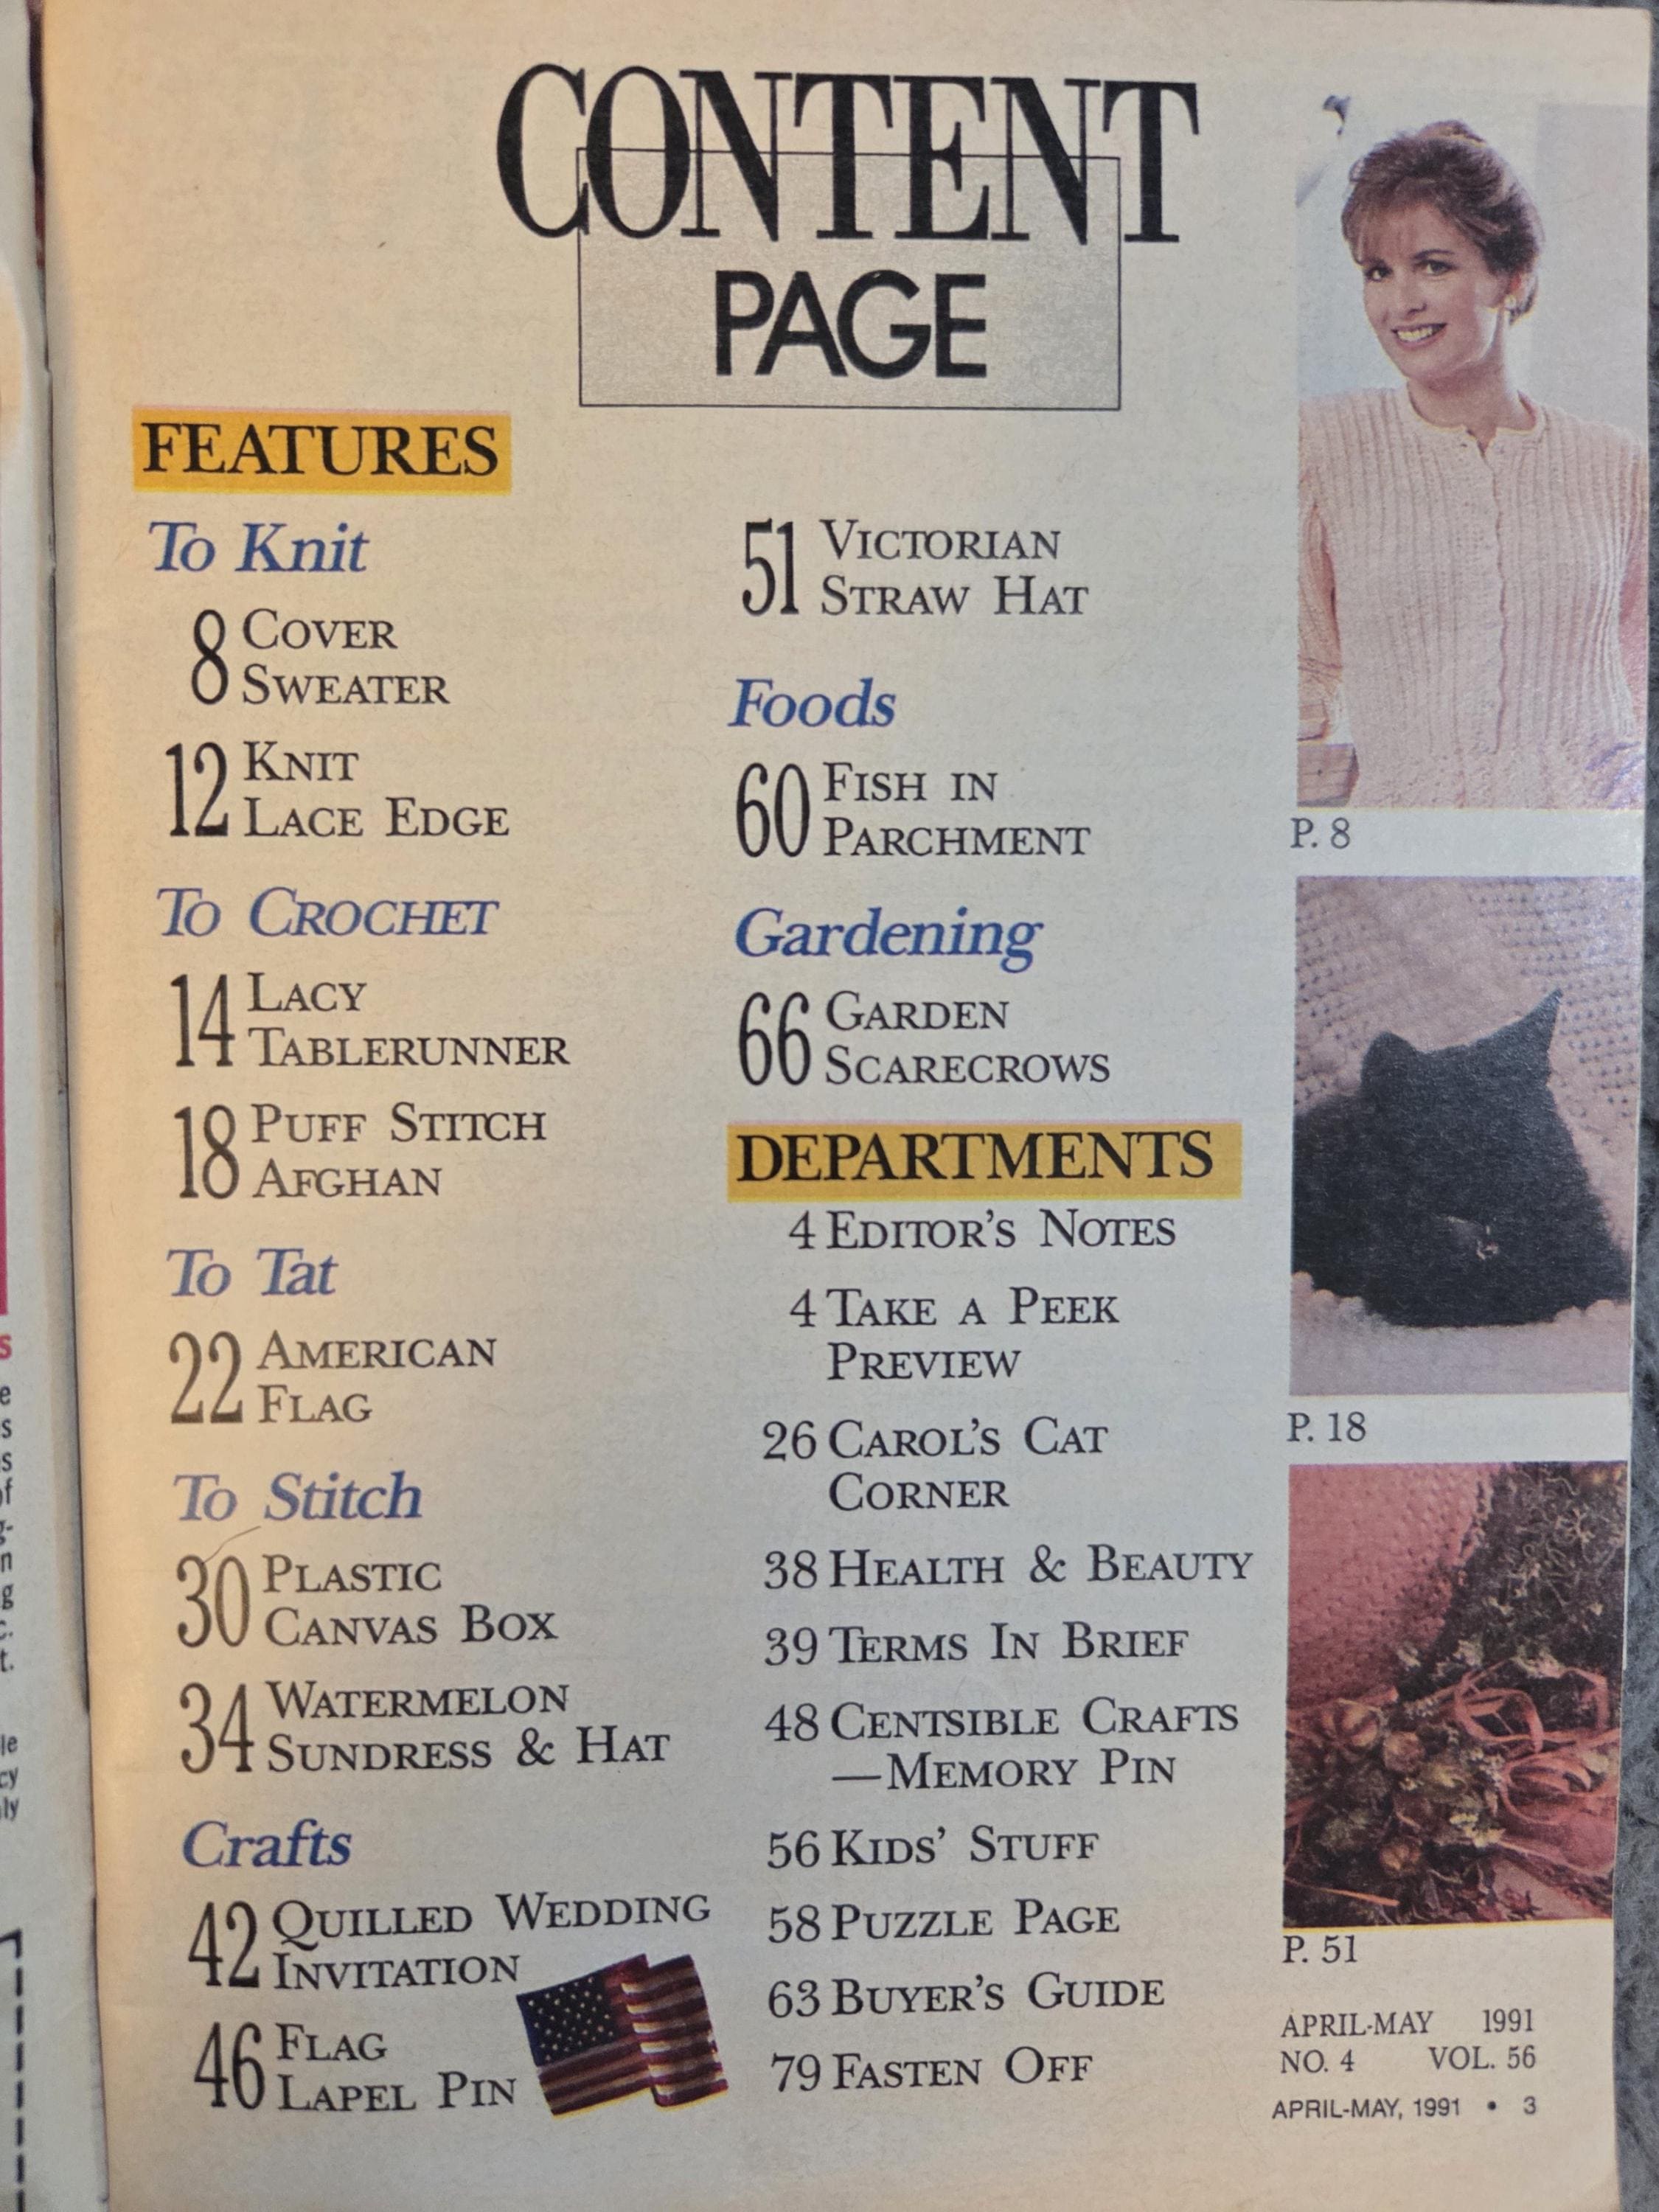 CONTENT
PAGE
FEATURES
To Knit
8 COVER
SWEATER
12 KNIT
LACE EDGE
To CROCHET
14 LACY
TABLERUNNER
18 PUFF STITCH
AFGHAN
To Tat
22 AMERICAN
FLAG
To Stitch
30 PLASTIC
CANVAS BOX
34 WATERMELON
SUNDRESS & HAT
Crafts
42 QUILLED WEDDING
INVITATION
46 FLAG
LAPEL PIN
51 VICTORIAN
STRAW HAT
Foods
60 FISH IN
PARCHMENT
Gardening
66 GARDEN
SCARECROWS
DEPARTMENTS
4 EDITOR'S NOTES
4 TAKE A PEEK
PREVIEW
26 CAROL'S CAT
CORNER
38 HEALTH & BEAUTY
39 TERMS IN BRIEF
48 CENTSIBLE CRAFTS
—MEMORY PIN
56 KIDS' STUFF
58 PUZZLE PAGE
63 BUYER'S GUIDE
79 FASTEN OFF
P. 8
P. 18
P. 51
APRIL-MAY 1991
NO. 4 VOL. 56
APRIL-MAY, 1991 • 3